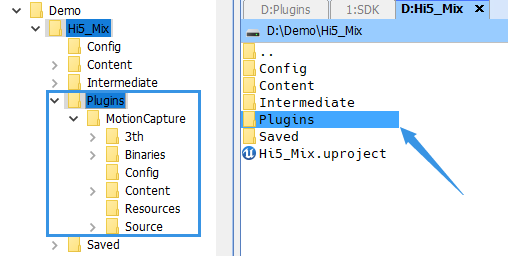 Demo
Hi5_Mix
Config
Content
Intermediate
Plugins
MotionCapture
3th
Binaries
Config
Content
Resources
Source
Saved
D:Plugins 1:SDK D:Hi5_Mix ×
D:\Demo\Hi5_Mix
..
Config
Content
Intermediate
Plugins
Saved
Hi5_Mix.uproject